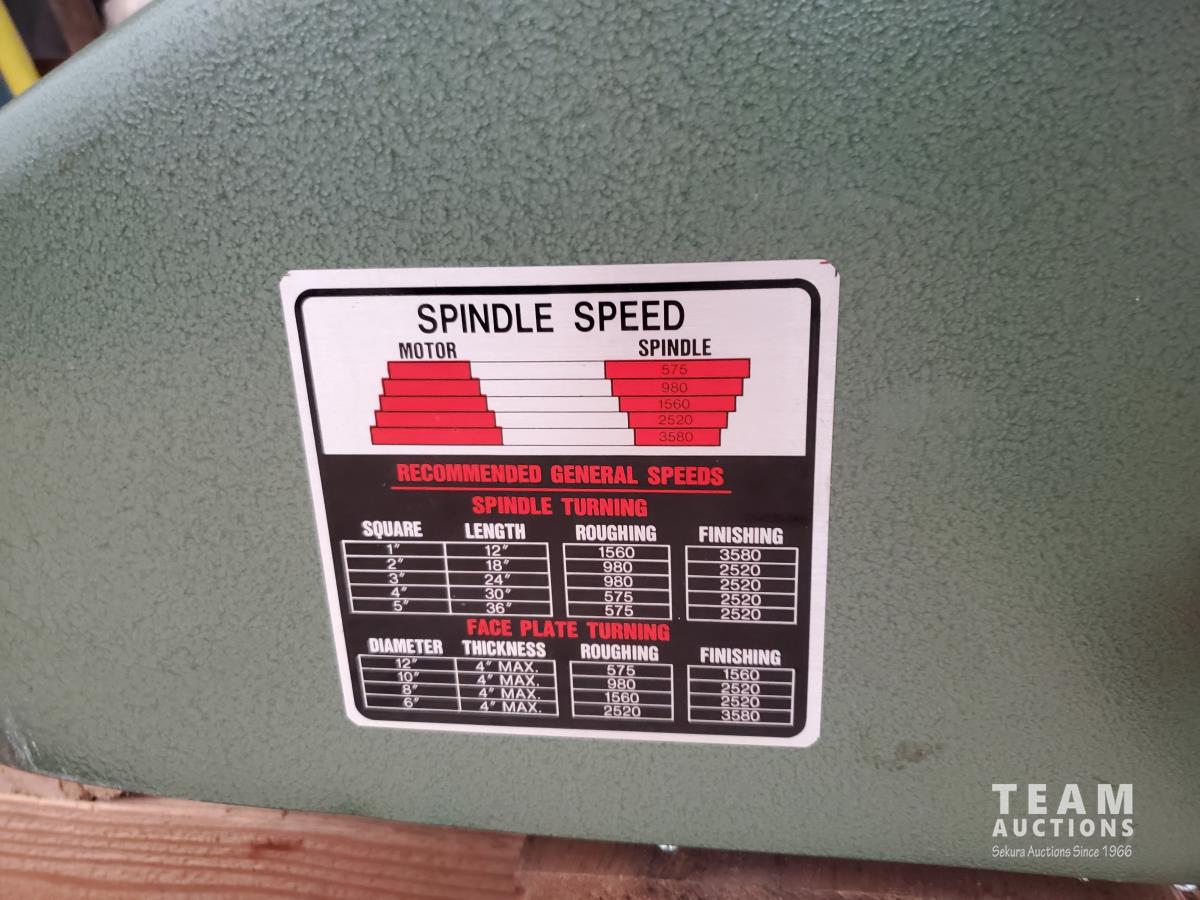 SPINDLE SPEED
MOTOR SPINDLE
575
980
1560
2520
3580
RECOMMENDED GENERAL SPEEDS
SPINDLE TURNING
SQUARE LENGTH ROUGHING FINISHING
1" 12" 1560 3580
2" 18" 980 2520
3" 24" 980 2520
4" 30" 575 2520
5" 36" 575 2520
FACE PLATE TURNING
DIAMETER THICKNESS ROUGHING FINISHING
12" 4" MAX. 575 1560
10" 4" MAX. 980 2520
8" 4" MAX. 1560 2520
6" 4" MAX. 2520 3580
TEAM
AUCTIONS
Sekura Auctions Since 1966